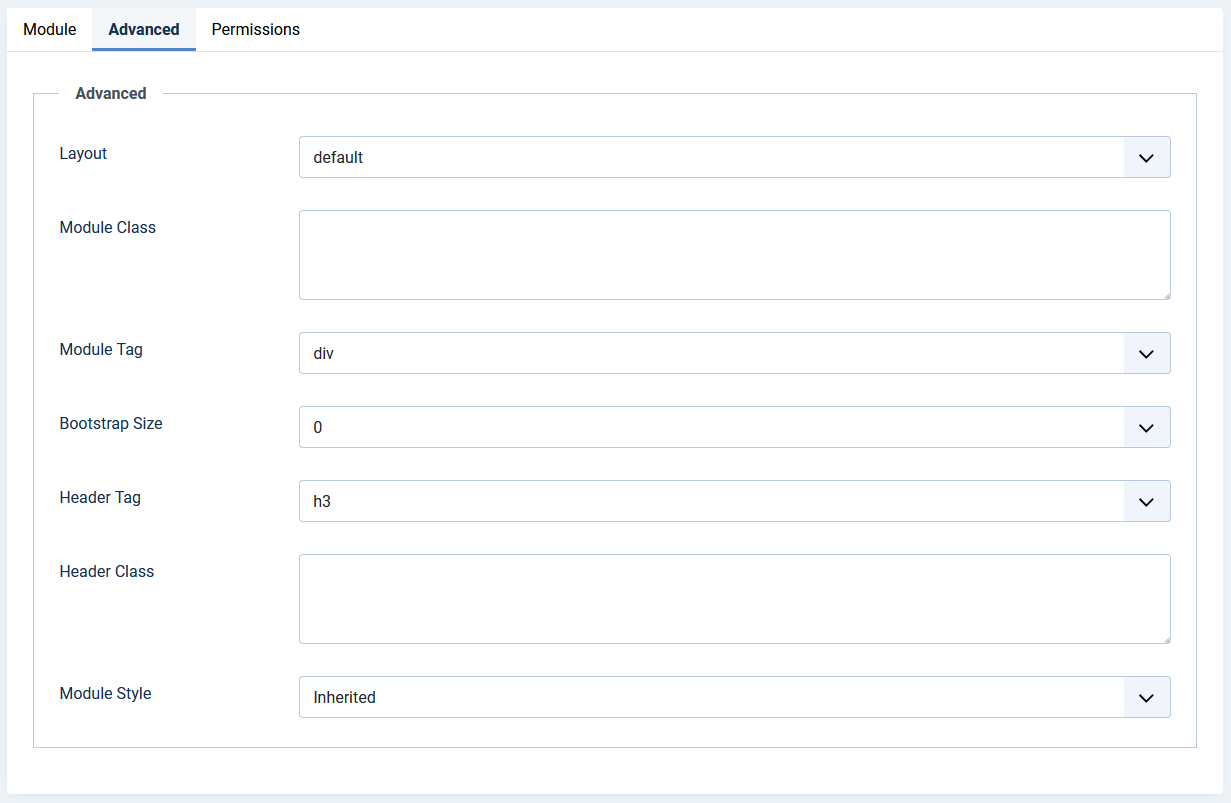 Module Advanced Permissions
Advanced
Layout default
Module Class
Module Tag div
Bootstrap Size 0
Header Tag h3
Header Class
Module Style Inherited